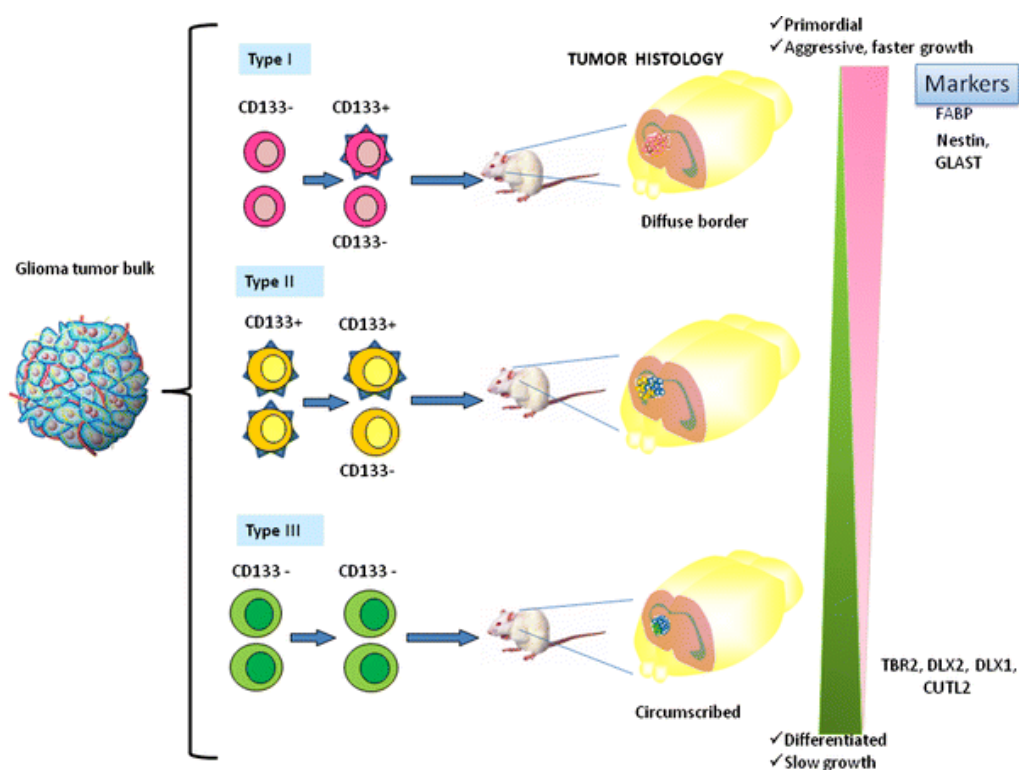 ✓Primordial
✓Aggressive, faster growth
Type I
TUMOR HISTOLOGY
Markers
CD133-
CD133+
FABP
Nestin,
GLAST
Diffuse border
CD133-
Glioma tumor bulk
Type II
CD133+
CD133+
CD133-
Type III
CD133 -
CD133 -
TBR2, DLX2, DLX1,
CUTL2
Circumscribed
✓Differentiated
✓Slow growth